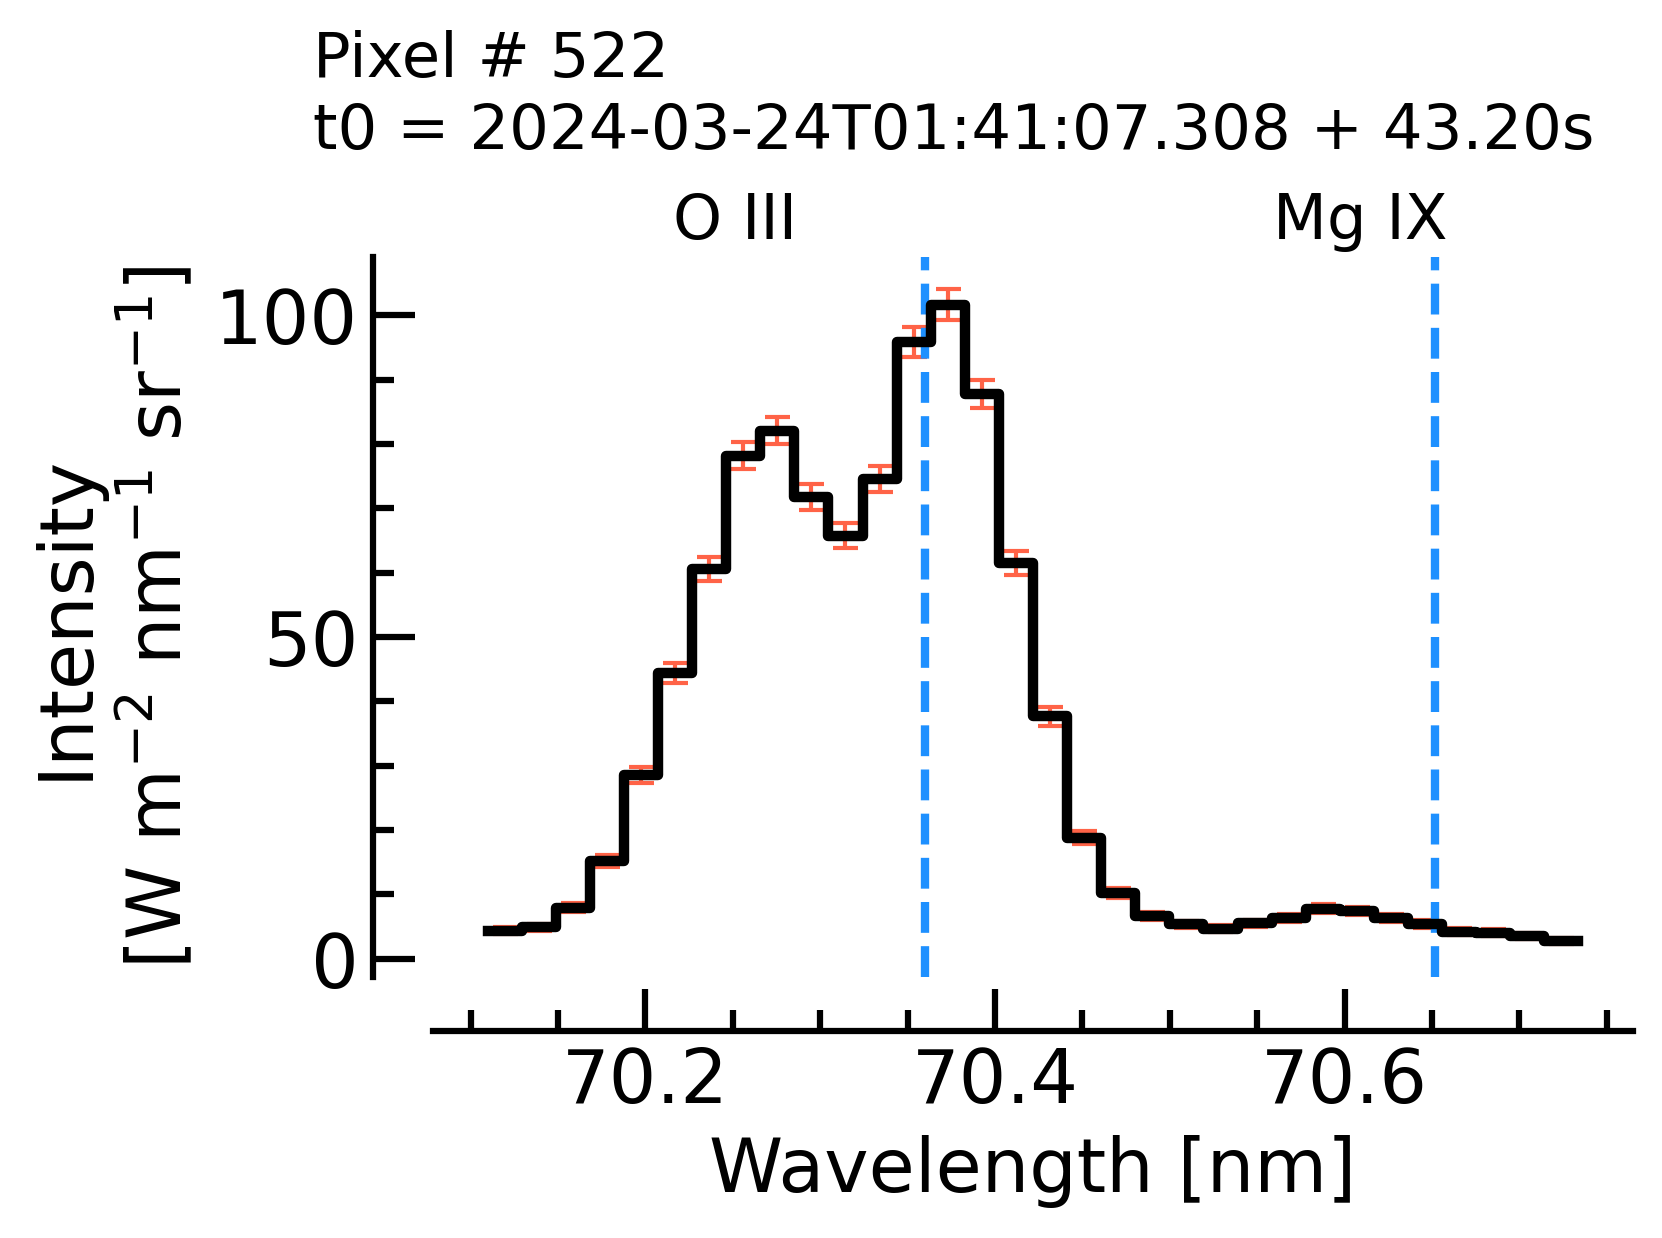 Pixel # 522
t0 = 2024-03-24T01:41:07.308 + 43.20s
O III
Mg IX
Intensity
[W m⁻² nm⁻¹ sr⁻¹]
100
50
0
70.2
70.4
70.6
Wavelength [nm]